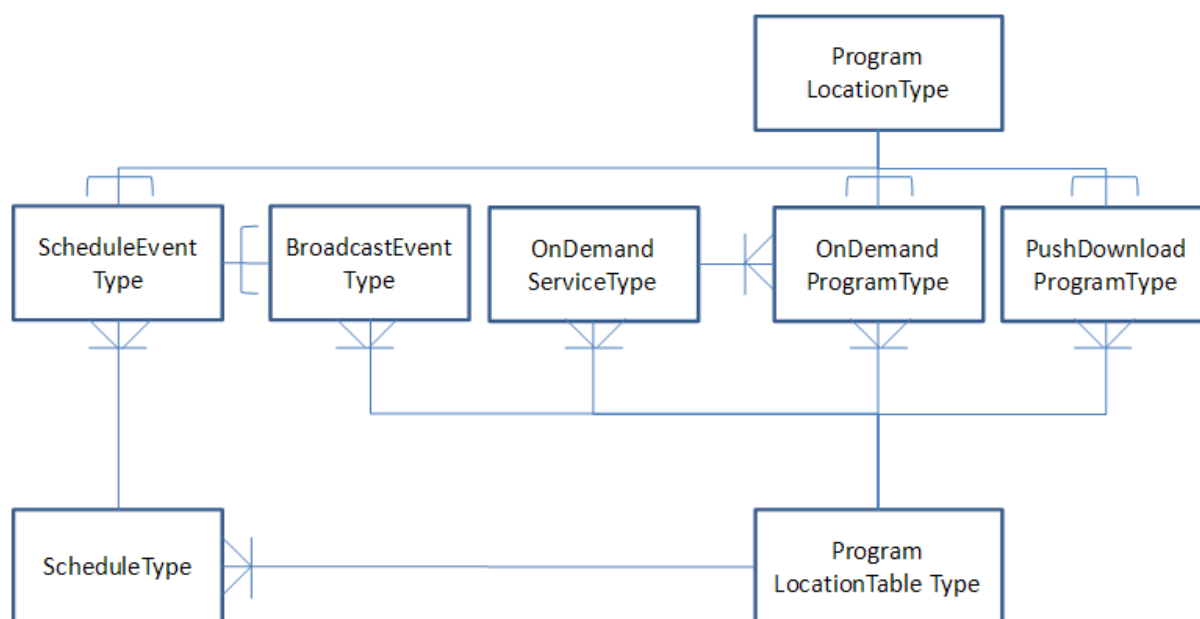 Program
LocationType
ScheduleEvent
Type
BroadcastEvent
Type
OnDemand
ServiceType
OnDemand
ProgramType
PushDownload
ProgramType
ScheduleType
Program
LocationTable Type